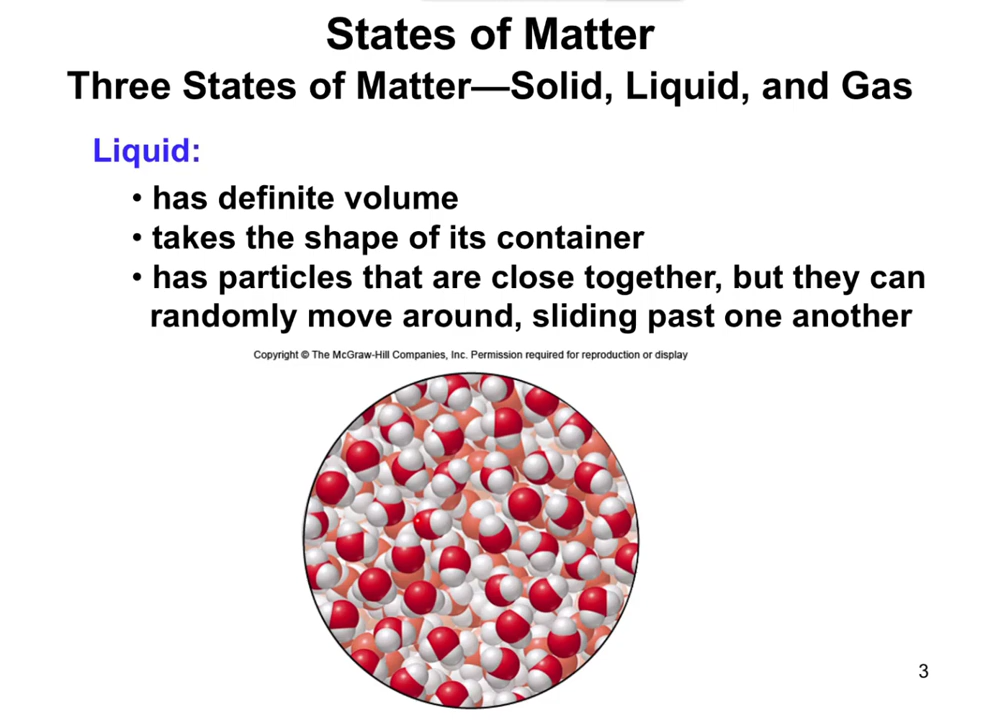 States of Matter
Three States of Matter—Solid, Liquid, and Gas
Liquid:
• has definite volume
• takes the shape of its container
• has particles that are close together, but they can
randomly move around, sliding past one another
Copyright © The McGraw-Hill Companies, Inc. Permission required for reproduction or display
3